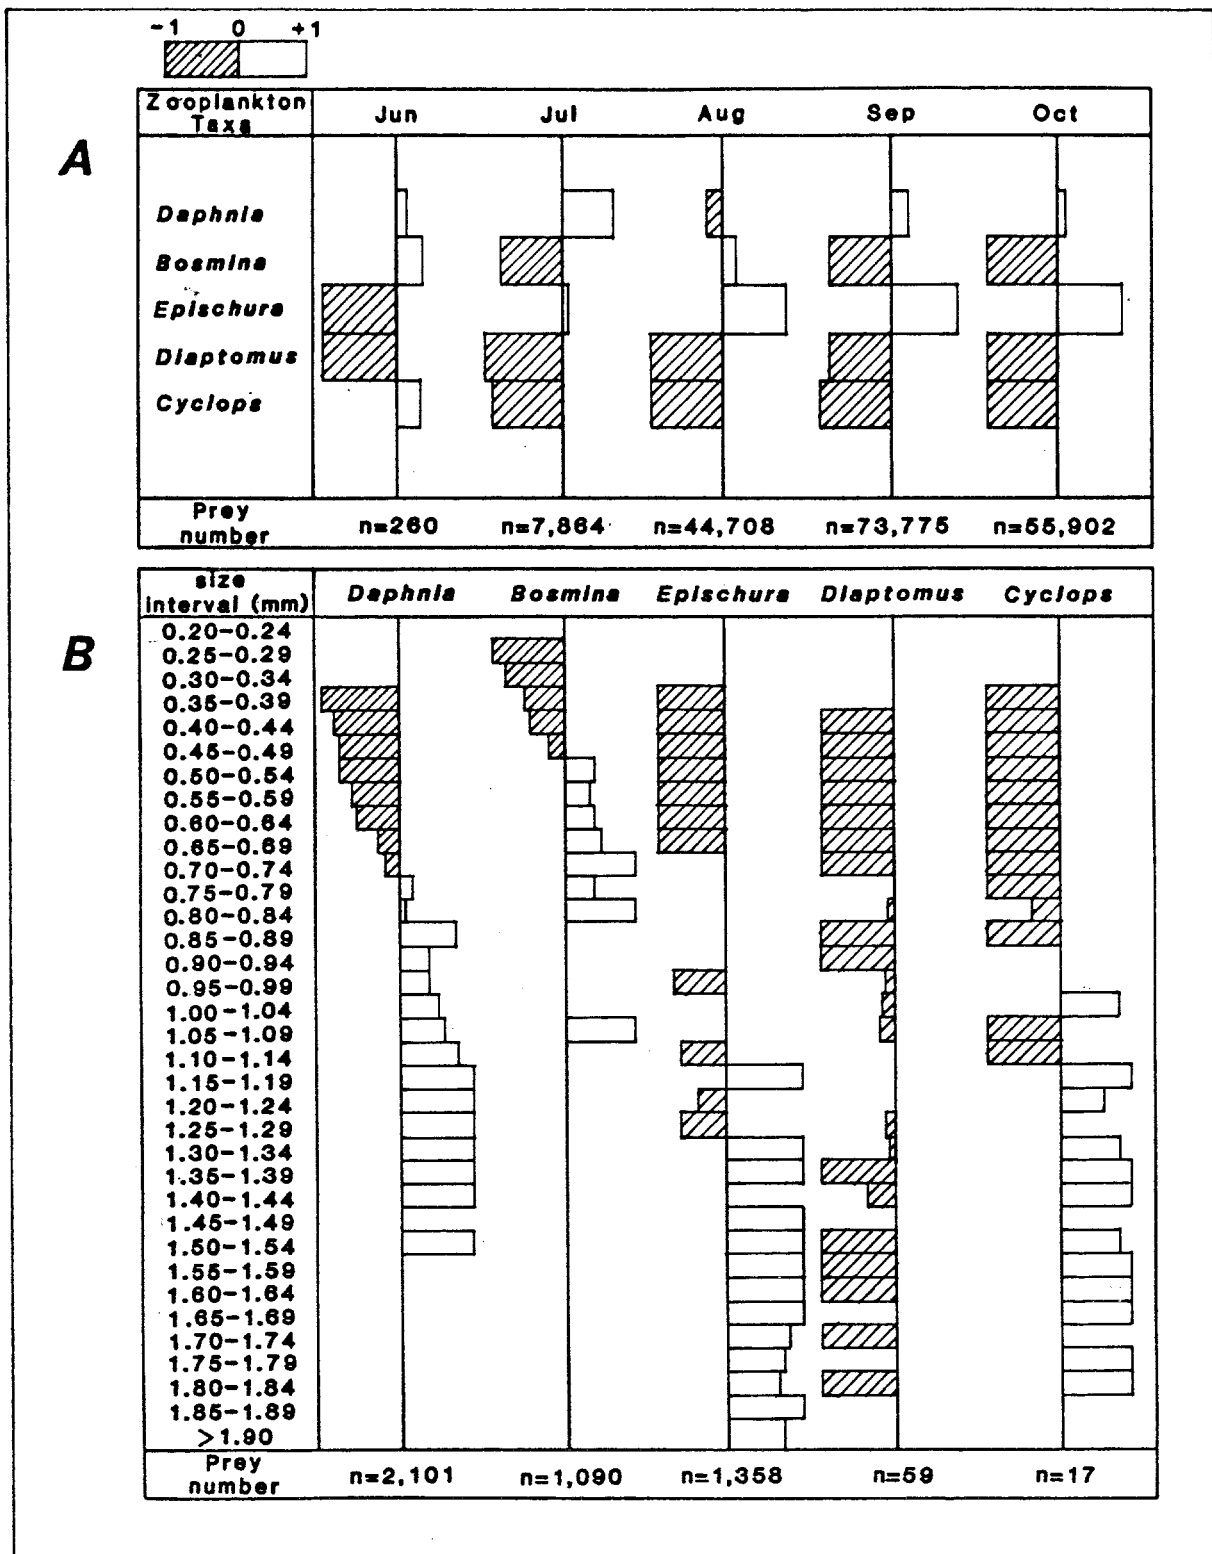 -1 0 +1
Zooplankton Taxa Jun Jul Aug Sep Oct
A
Daphnia
Bosmina
Epischura
Diaptomus
Cyclops
Prey number n=260 n=7,864 n=44,708 n=73,775 n=55,902
size interval (mm) Daphnia Bosmina Epischura Diaptomus Cyclops
B
0.20-0.24
0.25-0.29
0.30-0.34
0.35-0.39
0.40-0.44
0.45-0.49
0.50-0.54
0.55-0.59
0.60-0.64
0.65-0.69
0.70-0.74
0.75-0.79
0.80-0.84
0.85-0.89
0.90-0.94
0.95-0.99
1.00-1.04
1.05-1.09
1.10-1.14
1.15-1.19
1.20-1.24
1.25-1.29
1.30-1.34
1.35-1.39
1.40-1.44
1.45-1.49
1.50-1.54
1.55-1.59
1.60-1.64
1.65-1.69
1.70-1.74
1.75-1.79
1.80-1.84
1.85-1.89
>1.90
Prey number n=2,101 n=1,090 n=1,358 n=59 n=17